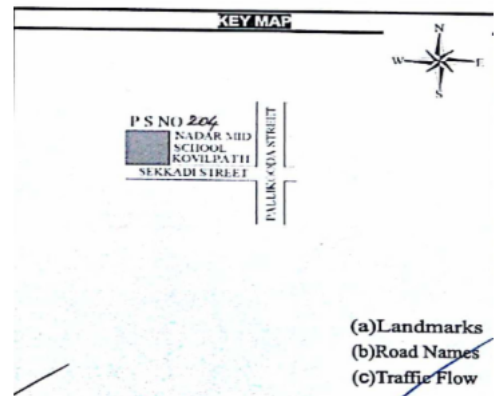 KEY MAP
N
W E
S
P S NO 204
NADAR MID
SCHOOL
KOVILPATH
SEKKADI STREET
PALLIKOODA STREET
(a)Landmarks
(b)Road Names
(c)Traffic Flow